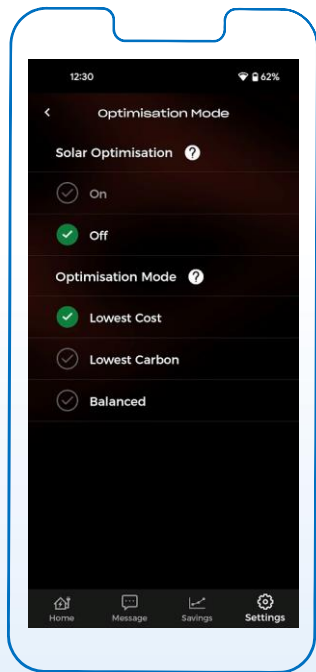 12:30 62%
Optimisation Mode
Solar Optimisation ?
On
Off
Optimisation Mode ?
Lowest Cost
Lowest Carbon
Balanced
Home Message Savings Settings